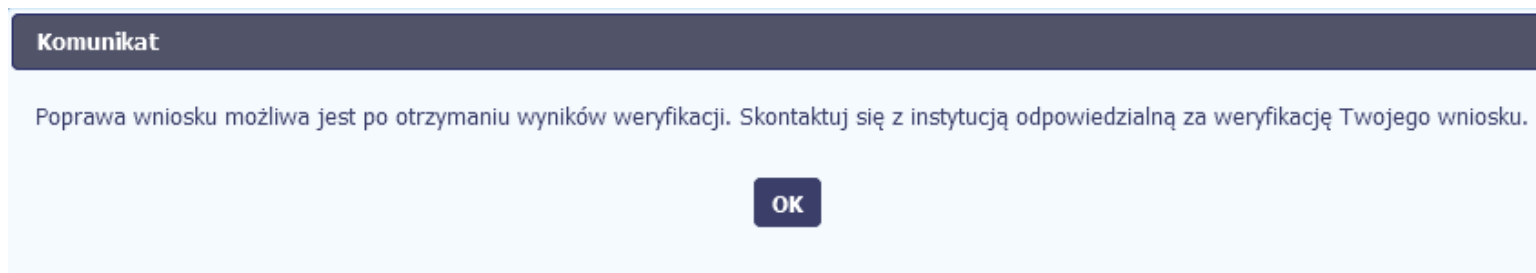 Komunikat
Poprawa wniosku możliwa jest po otrzymaniu wyników weryfikacji. Skontaktuj się z instytucją odpowiedzialną za weryfikację Twojego wniosku.
OK